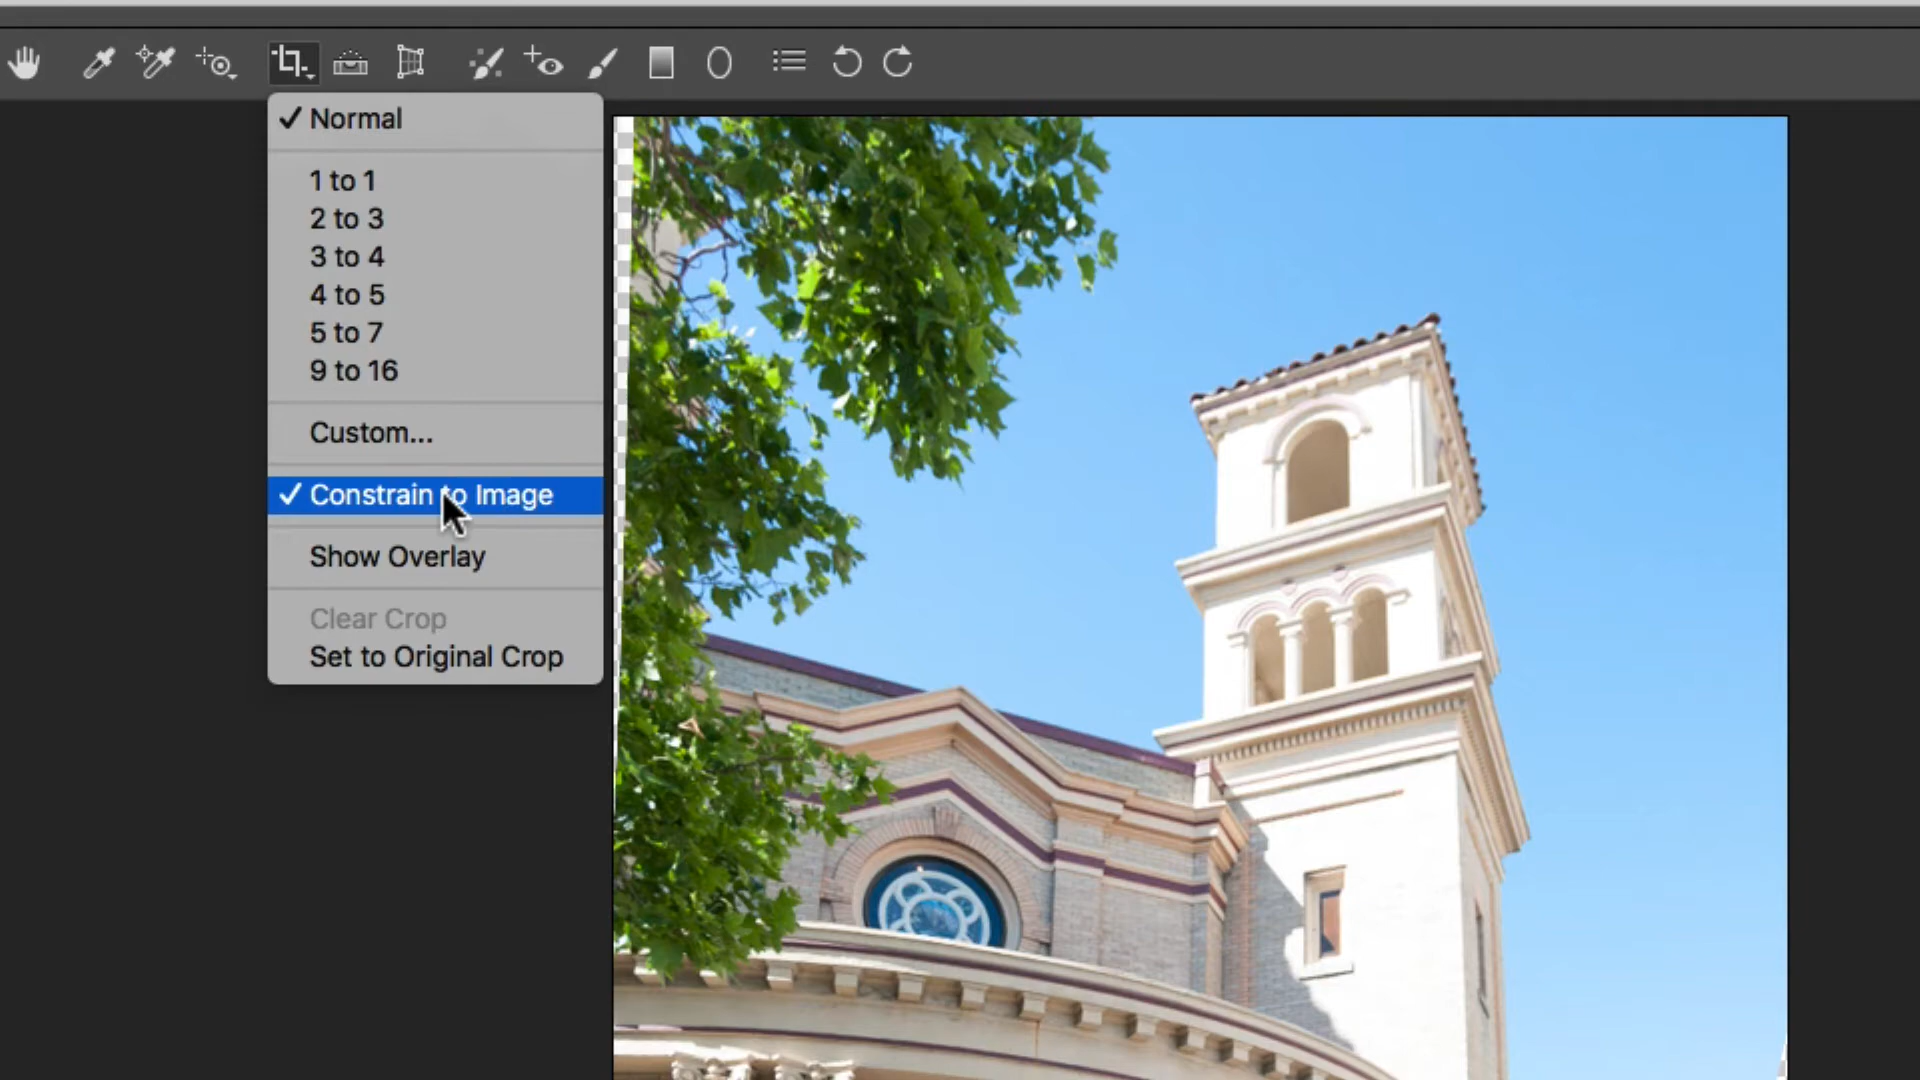 Normal
1 to 1
2 to 3
3 to 4
4 to 5
5 to 7
9 to 16
Custom...
Constrain to Image
Show Overlay
Clear Crop
Set to Original Crop